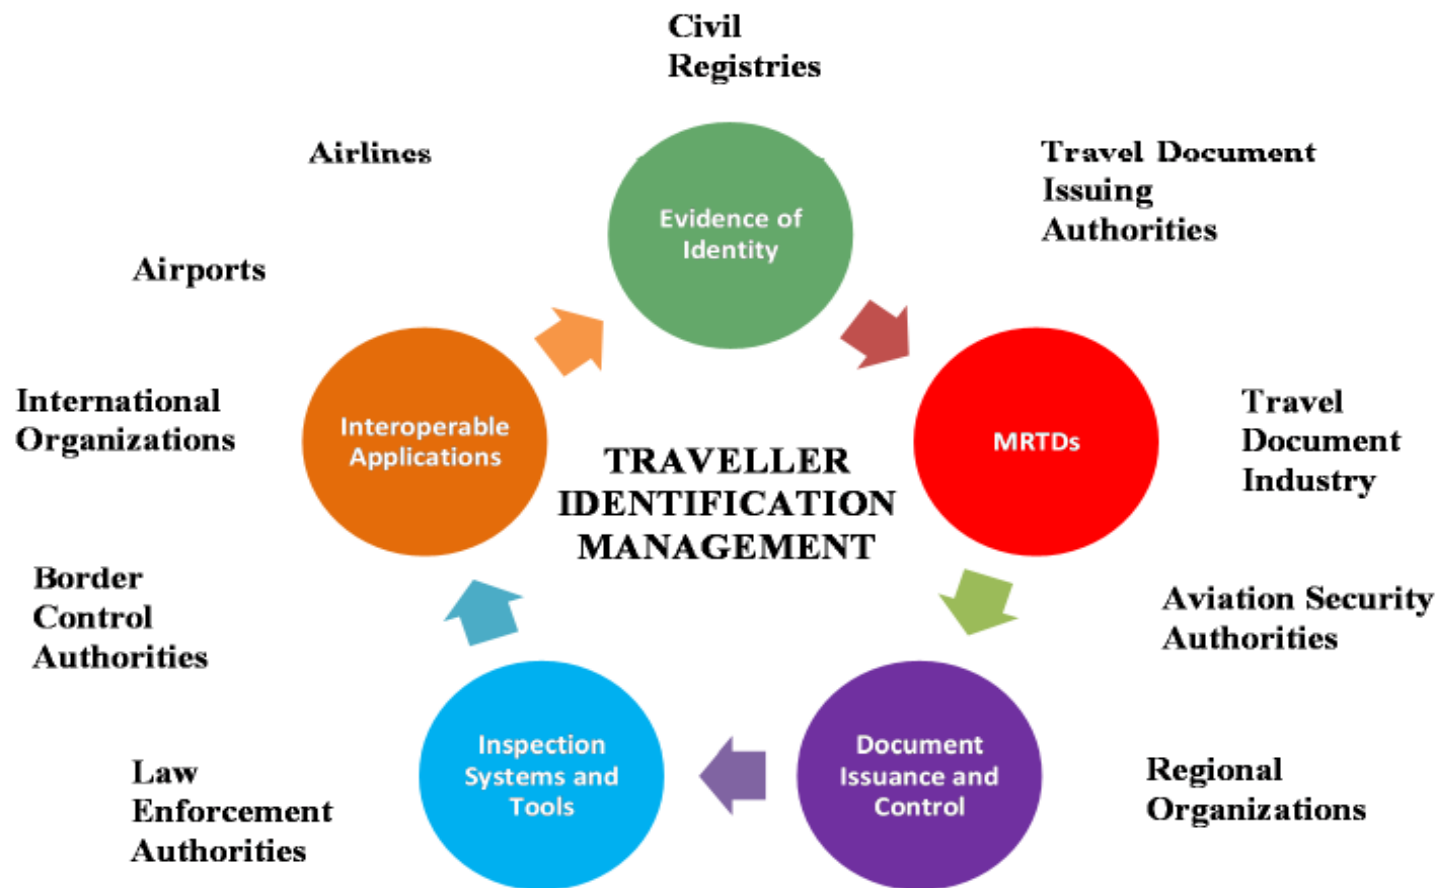 Civil
Registries
Airlines
Travel Document
Issuing
Authorities
Evidence of
Identity
Airports
International
Organizations
Interoperable
Applications
TRAVELLER
IDENTIFICATION
MANAGEMENT
MRTDs
Travel
Document
Industry
Border
Control
Authorities
Aviation Security
Authorities
Law
Enforcement
Authorities
Inspection
Systems and
Tools
Document
Issuance and
Control
Regional
Organizations